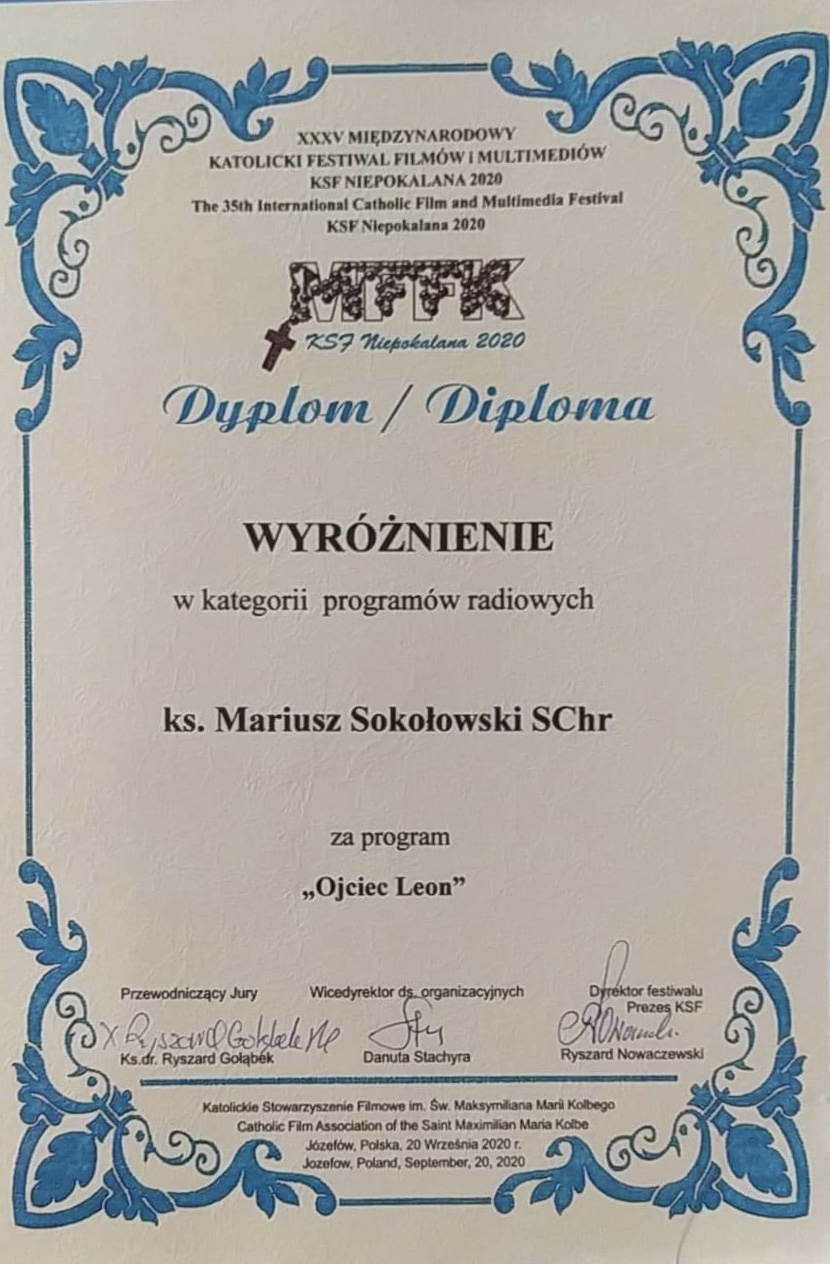 XXXV MIĘDZYNARODOWY
KATOLICKI FESTIWAL FILMÓW i MULTIMEDIÓW
KSF NIEPOKALANA 2020
The 35th International Catholic Film and Multimedia Festival
KSF Niepokalana 2020
MFFK
KSF Niepokalana 2020
Dyplom / Diploma
WYRÓŻNIENIE
w kategorii programów radiowych
ks. Mariusz Sokołowski SChr
za program
„Ojciec Leon”
Przewodniczący Jury
Wicedyrektor ds. organizacyjnych
Dyrektor festiwalu
Prezes KSF
Ks.dr. Ryszard Gołąbek
Danuta Stachyra
Ryszard Nowaczewski
Katolickie Stowarzyszenie Filmowe im. Św. Maksymiliana Marii Kolbego
Catholic Film Association of the Saint Maximilian Maria Kolbe
Józefów, Polska, 20 Września 2020 r.
Jozefow, Poland, September, 20, 2020